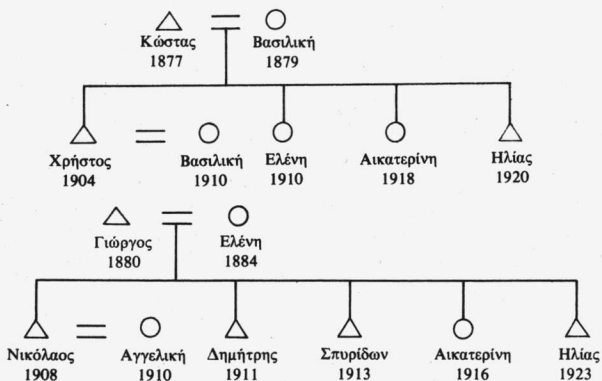 Κώστας Βασιλική
1877 1879
Χρήστος Βασιλική Ελένη Αικατερίνη Ηλίας
1904 1910 1910 1918 1920
Γιώργος Ελένη
1880 1884
Νικόλαος Αγγελική Δημήτρης Σπυρίδων Αικατερίνη Ηλίας
1908 1910 1911 1913 1916 1923